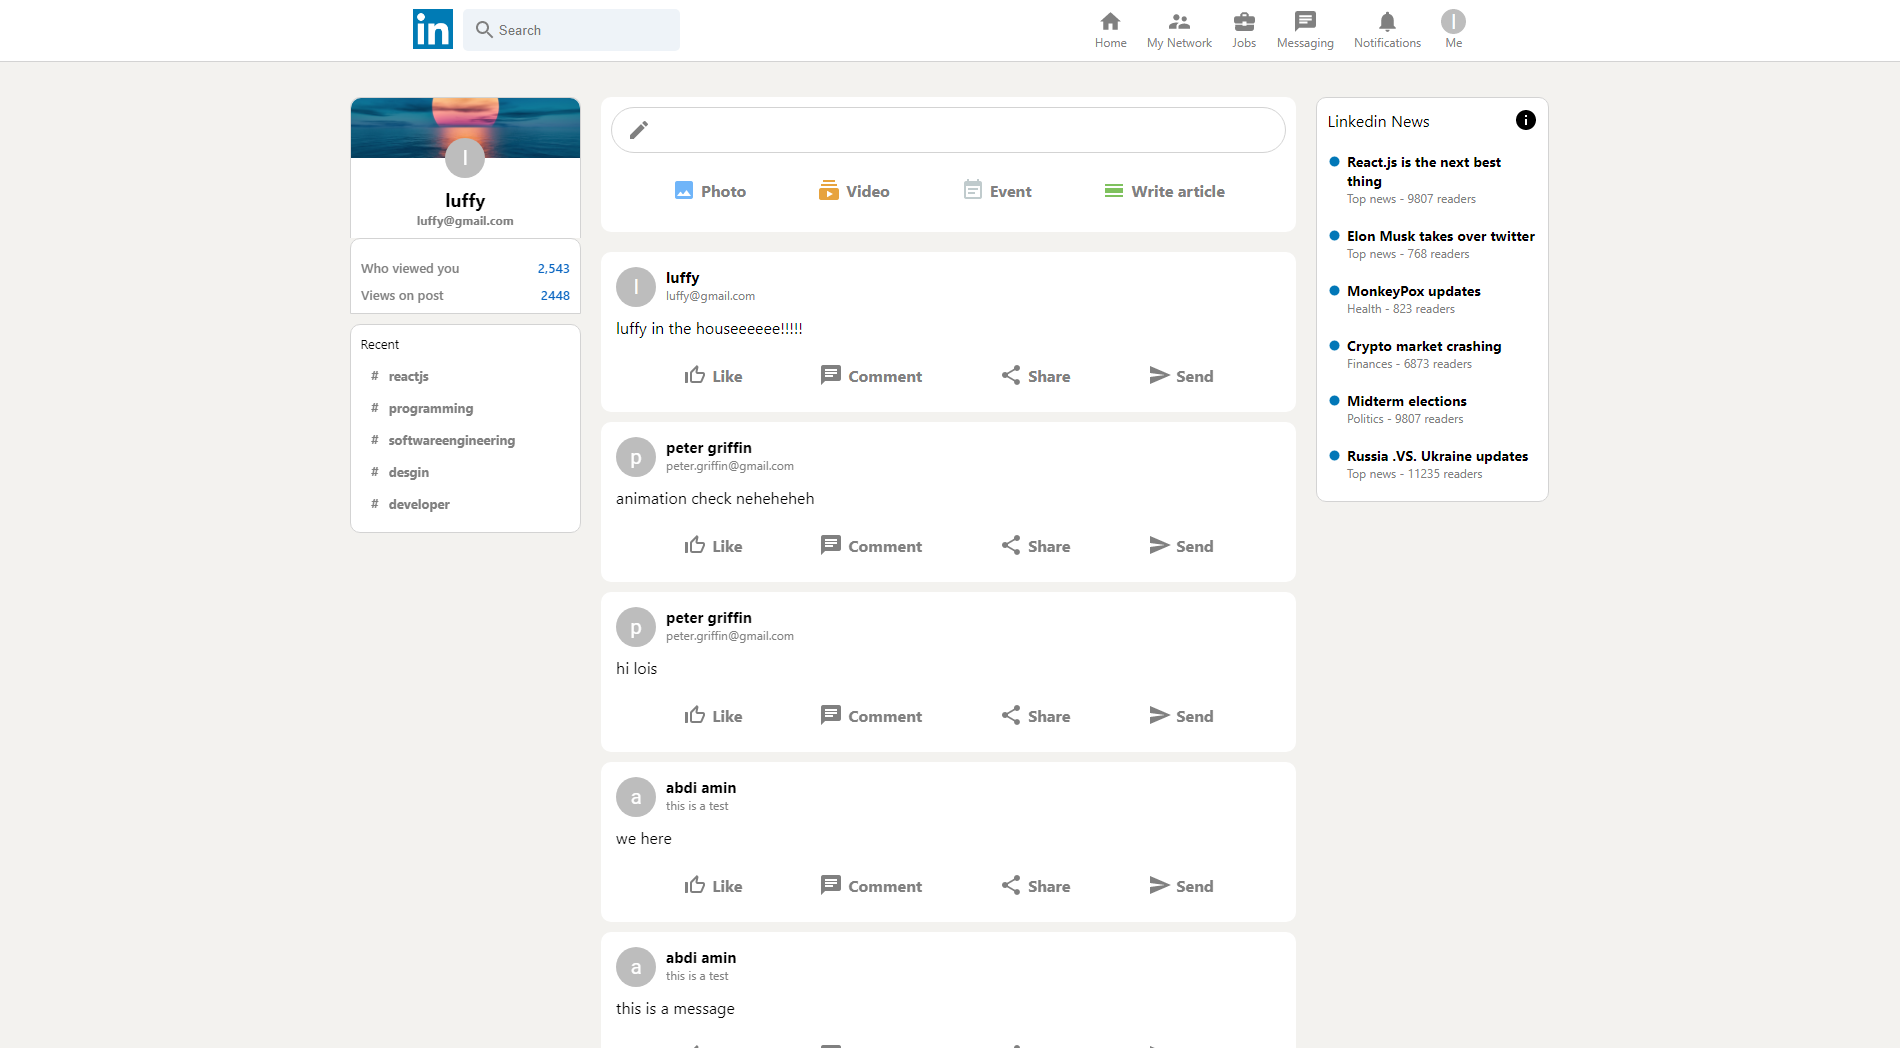 in
Search
Home
My Network
Jobs
Messaging
Notifications
l
Me
l
luffy
luffy@gmail.com
Who viewed you 2,543
Views on post 2448
Recent
# reactjs
# programming
# softwareengineering
# desgin
# developer
Photo
Video
Event
Write article
l
luffy
luffy@gmail.com
luffy in the houseeeeee!!!!!
Like Comment Share Send
p
peter griffin
peter.griffin@gmail.com
animation check neheheheh
Like Comment Share Send
p
peter griffin
peter.griffin@gmail.com
hi lois
Like Comment Share Send
a
abdi amin
this is a test
we here
Like Comment Share Send
a
abdi amin
this is a test
this is a message
Linkedin News
React.js is the next best
thing
Top news - 9807 readers
Elon Musk takes over twitter
Top news - 768 readers
MonkeyPox updates
Health - 823 readers
Crypto market crashing
Finances - 6873 readers
Midterm elections
Politics - 9807 readers
Russia .VS. Ukraine updates
Top news - 11235 readers